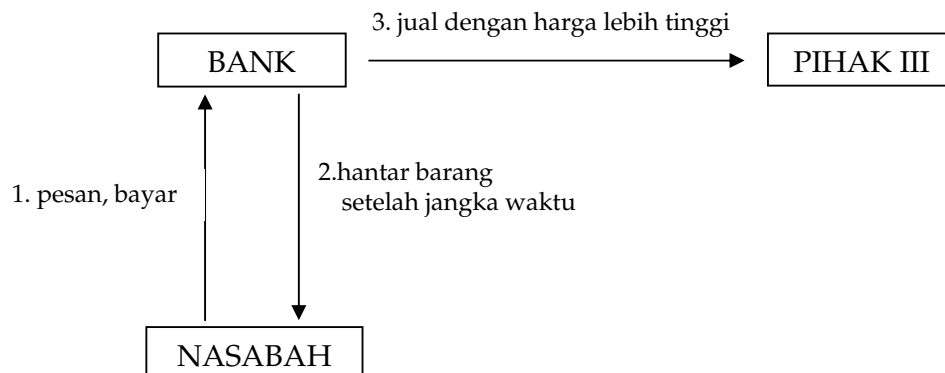 3. jual dengan harga lebih tinggi
BANK
PIHAK III
1. pesan, bayar
2.hantar barang
setelah jangka waktu
NASABAH